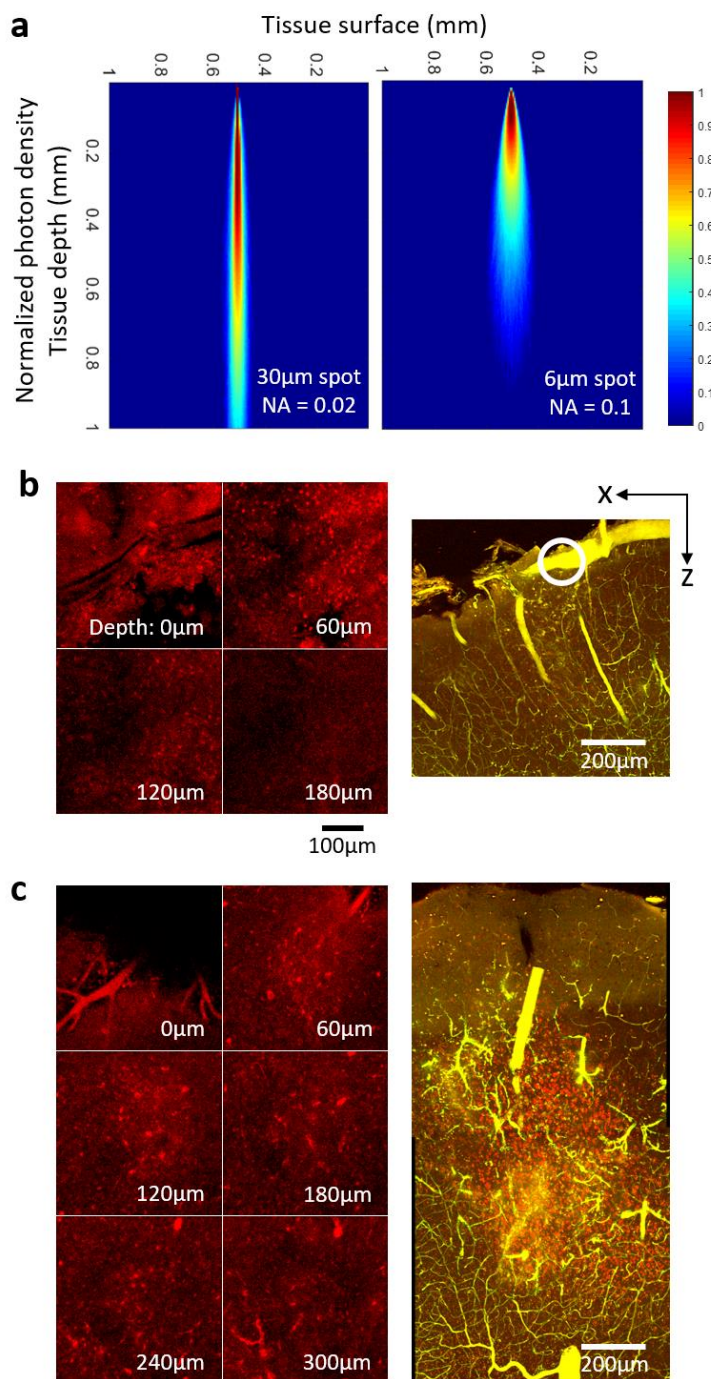 a
Tissue surface (mm)
1 0.6 0.4 0.2
1 0.6 0.4 0.2
Normalized photon density
Tissue depth (mm)
0.2
0.4
0.6
0.8
1
30µm spot
NA = 0.02
6µm spot
NA = 0.1
1
0.9
0.8
0.7
0.6
0.5
0.4
0.3
0.2
0.1
0
b
Depth: 0µm
60µm
120µm
180µm
100µm
X
Z
200µm
c
0µm
60µm
120µm
180µm
240µm
300µm
200µm